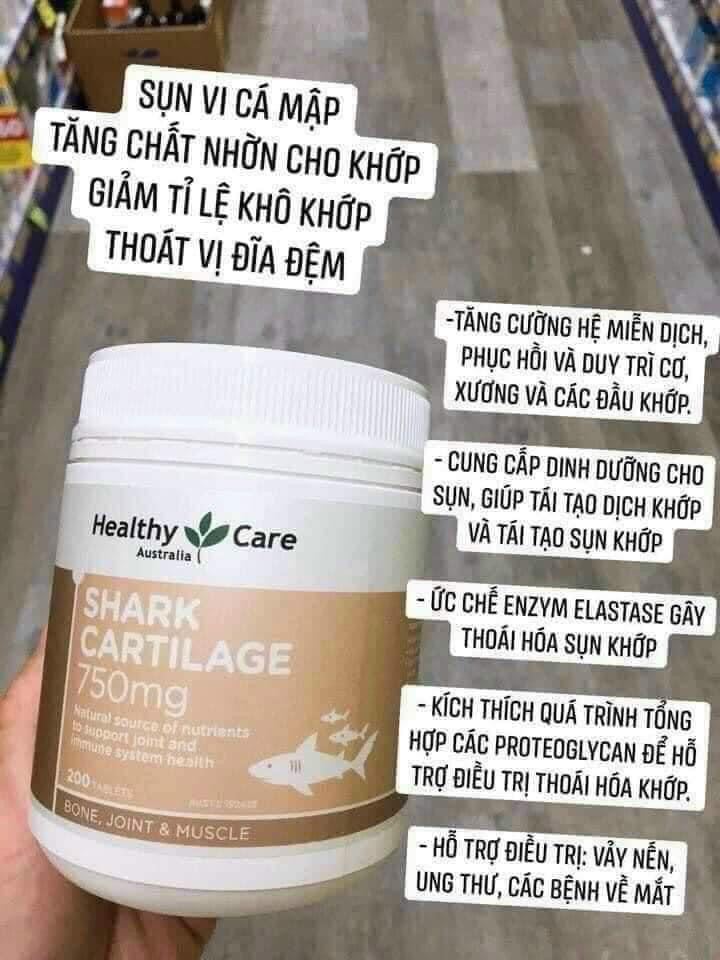 SỤN VI CÁ MẬP
TĂNG CHẤT NHỜN CHO KHỚP
GIẢM TỈ LỆ KHÔ KHỚP
THOÁT VỊ ĐĨA ĐỆM
-TĂNG CƯỜNG HỆ MIỄN DỊCH,
PHỤC HỒI VÀ DUY TRÌ CƠ,
XƯƠNG VÀ CÁC ĐẦU KHỚP.
- CUNG CẤP DINH DƯỠNG CHO
SỤN, GIÚP TÁI TẠO DỊCH KHỚP
VÀ TÁI TẠO SỤN KHỚP
- ỨC CHẾ ENZYM ELASTASE GÂY
THOÁI HÓA SỤN KHỚP
- KÍCH THÍCH QUÁ TRÌNH TỔNG
HỢP CÁC PROTEOGLYCAN ĐỂ HỖ
TRỢ ĐIỀU TRỊ THOÁI HÓA KHỚP.
- HỖ TRỢ ĐIỀU TRỊ: VẢY NẾN,
UNG THƯ, CÁC BỆNH VỀ MẮT
Healthy Care
Australia
SHARK
CARTILAGE
750mg
Natural source of nutrients
to support joint and
immune system health
200 TABLETS
BONE, JOINT & MUSCLE